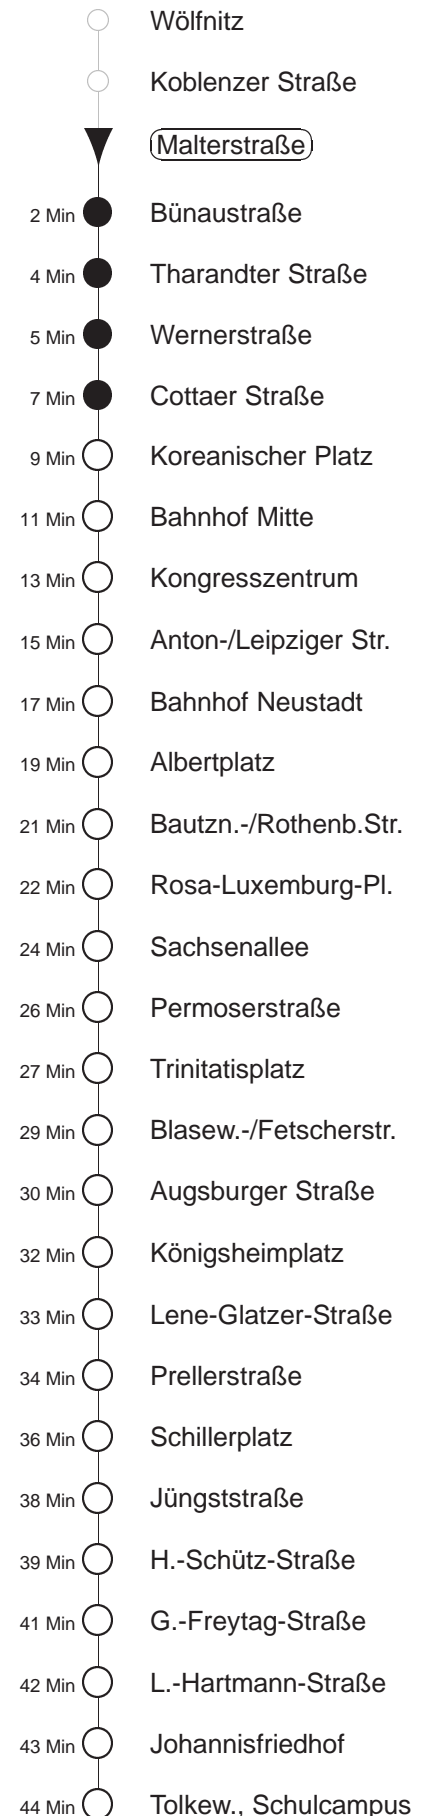 Wölfnitz
Koblenzer Straße
Malterstraße
2 Min Bünaustraße
4 Min Tharandter Straße
5 Min Wernerstraße
7 Min Cottaer Straße
9 Min Koreanischer Platz
11 Min Bahnhof Mitte
13 Min Kongresszentrum
15 Min Anton-/Leipziger Str.
17 Min Bahnhof Neustadt
19 Min Albertplatz
21 Min Bautzn.-/Rothenb.Str.
22 Min Rosa-Luxemburg-Pl.
24 Min Sachsenallee
26 Min Permoserstraße
27 Min Trinitatisplatz
29 Min Blasew.-/Fetscherstr.
30 Min Augsburger Straße
32 Min Königsheimplatz
33 Min Lene-Glatzer-Straße
34 Min Prellerstraße
36 Min Schillerplatz
38 Min Jüngststraße
39 Min H.-Schütz-Straße
41 Min G.-Freytag-Straße
42 Min L.-Hartmann-Straße
43 Min Johannisfriedhof
44 Min Tolkew., Schulcampus